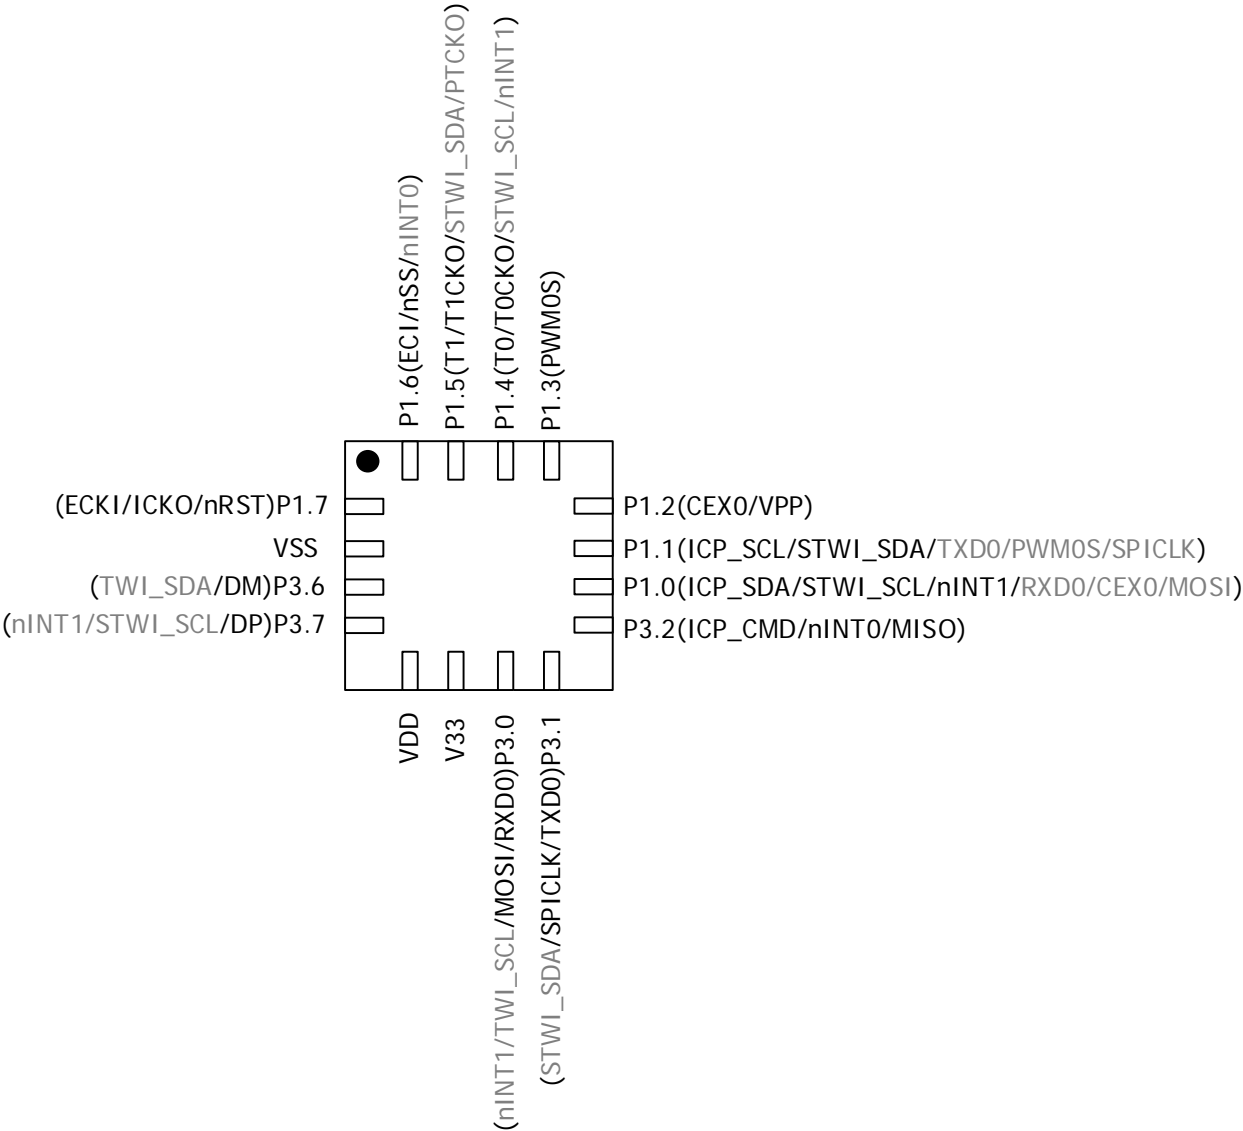 P1.6(ECI/nSS/nINT0)
P1.5(T1/T1CKO/STWI_SDA/PTCKO)
P1.4(T0/T0CKO/STWI_SCL/nINT1)
P1.3(PWM0S)
(ECKI/ICKO/nRST)P1.7
VSS
(TWI_SDA/DM)P3.6
(nINT1/STWI_SCL/DP)P3.7
P1.2(CEX0/VPP)
P1.1(ICP_SCL/STWI_SDA/TXD0/PWM0S/SPICLK)
P1.0(ICP_SDA/STWI_SCL/nINT1/RXD0/CEX0/MOSI)
P3.2(ICP_CMD/nINT0/MISO)
VDD
V33
(nINT1/TWI_SCL/MOSI/RXD0)P3.0
(STWI_SDA/SPICLK/TXD0)P3.1